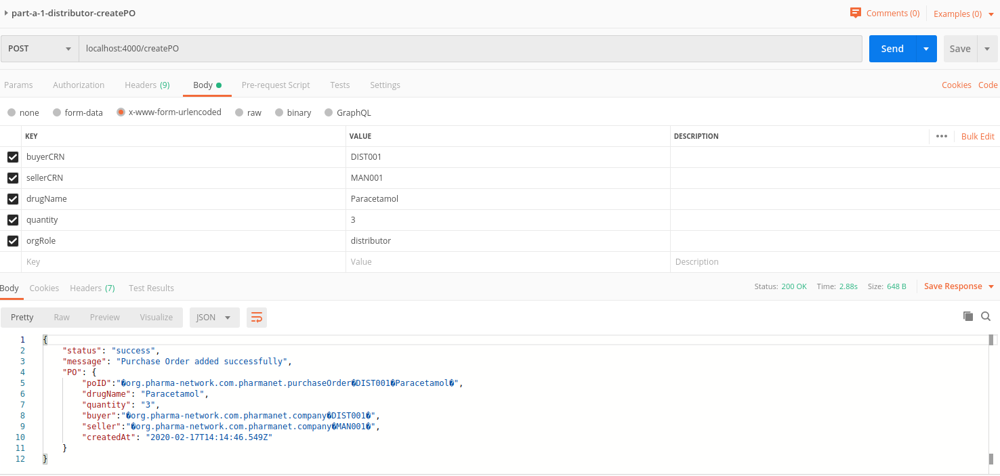 part-a-1-distributor-createPO Comments (0) Examples (0)
POST localhost:4000/createPO Send Save
Params Authorization Headers (9) Body Pre-request Script Tests Settings Cookies Code
none form-data x-www-form-urlencoded raw binary GraphQL
KEY VALUE DESCRIPTION ••• Bulk Edit
buyerCRN DIST001
sellerCRN MAN001
drugName Paracetamol
quantity 3
orgRole distributor
Key Value Description
Body Cookies Headers (7) Test Results Status: 200 OK Time: 2.88s Size: 648 B Save Response
Pretty Raw Preview Visualize JSON
1 {
2 "status": "success",
3 "message": "Purchase Order added successfully",
4 "PO": {
5 "poID":"�org.pharma-network.com.pharmanet.purchaseOrder�DIST001�Paracetamol�",
6 "drugName": "Paracetamol",
7 "quantity": "3",
8 "buyer":"�org.pharma-network.com.pharmanet.company�DIST001�",
9 "seller":"�org.pharma-network.com.pharmanet.company�MAN001�",
10 "createdAt": "2020-02-17T14:14:46.549Z"
11 }
12 }